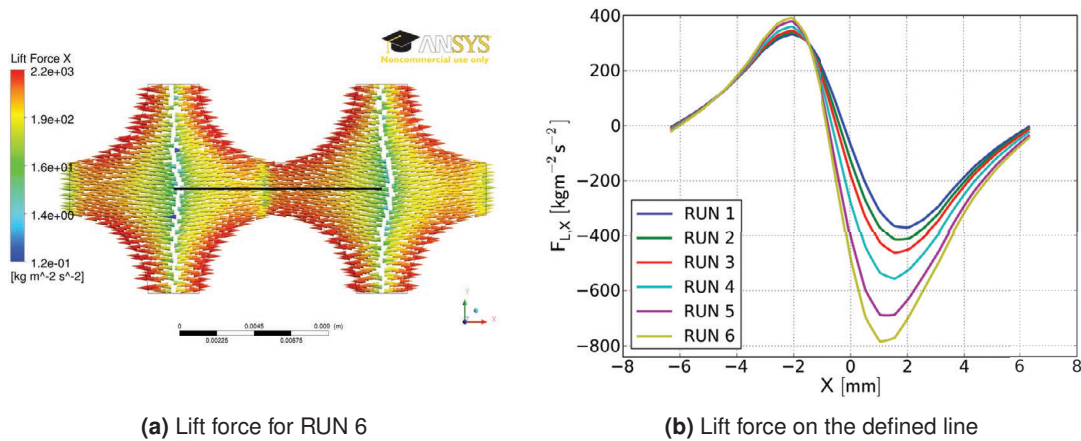 ANSYS
Noncommercial use only
Lift Force X
2.2e+03
1.9e+02
1.6e+01
1.4e+00
1.2e-01
[kg m^-2 s^-2]
Y
X
0 0.0045 0.009 (m)
0.00225 0.00675
(a) Lift force for RUN 6
400
200
0
−200
−400
−600
−800
F_L,X [kgm⁻² s⁻²]
RUN 1
RUN 2
RUN 3
RUN 4
RUN 5
RUN 6
−8 −6 −4 −2 0 2 4 6 8
X [mm]
(b) Lift force on the defined line